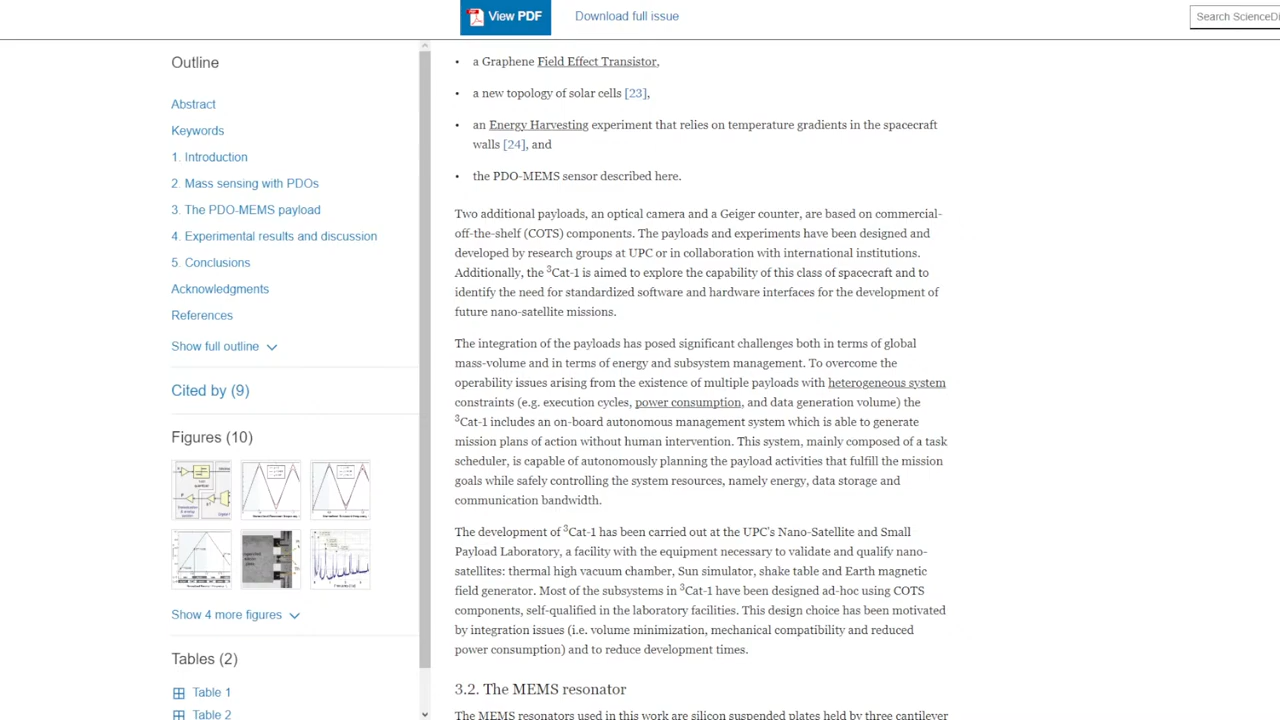 View PDF
Download full issue
Search ScienceDi
Outline
Abstract
Keywords
1. Introduction
2. Mass sensing with PDOs
3. The PDO-MEMS payload
4. Experimental results and discussion
5. Conclusions
Acknowledgments
References
Show full outline
Cited by (9)
Figures (10)
Show 4 more figures
Tables (2)
Table 1
Table 2
• a Graphene Field Effect Transistor,
• a new topology of solar cells [23],
• an Energy Harvesting experiment that relies on temperature gradients in the spacecraft
walls [24], and
• the PDO-MEMS sensor described here.
Two additional payloads, an optical camera and a Geiger counter, are based on commercial-
off-the-shelf (COTS) components. The payloads and experiments have been designed and
developed by research groups at UPC or in collaboration with international institutions.
Additionally, the ³Cat-1 is aimed to explore the capability of this class of spacecraft and to
identify the need for standardized software and hardware interfaces for the development of
future nano-satellite missions.
The integration of the payloads has posed significant challenges both in terms of global
mass-volume and in terms of energy and subsystem management. To overcome the
operability issues arising from the existence of multiple payloads with heterogeneous system
constraints (e.g. execution cycles, power consumption, and data generation volume) the
³Cat-1 includes an on-board autonomous management system which is able to generate
mission plans of action without human intervention. This system, mainly composed of a task
scheduler, is capable of autonomously planning the payload activities that fulfill the mission
goals while safely controlling the system resources, namely energy, data storage and
communication bandwidth.
The development of ³Cat-1 has been carried out at the UPC's Nano-Satellite and Small
Payload Laboratory, a facility with the equipment necessary to validate and qualify nano-
satellites: thermal high vacuum chamber, Sun simulator, shake table and Earth magnetic
field generator. Most of the subsystems in ³Cat-1 have been designed ad-hoc using COTS
components, self-qualified in the laboratory facilities. This design choice has been motivated
by integration issues (i.e. volume minimization, mechanical compatibility and reduced
power consumption) and to reduce development times.
3.2. The MEMS resonator
The MEMS resonators used in this work are silicon suspended plates held by three cantilever